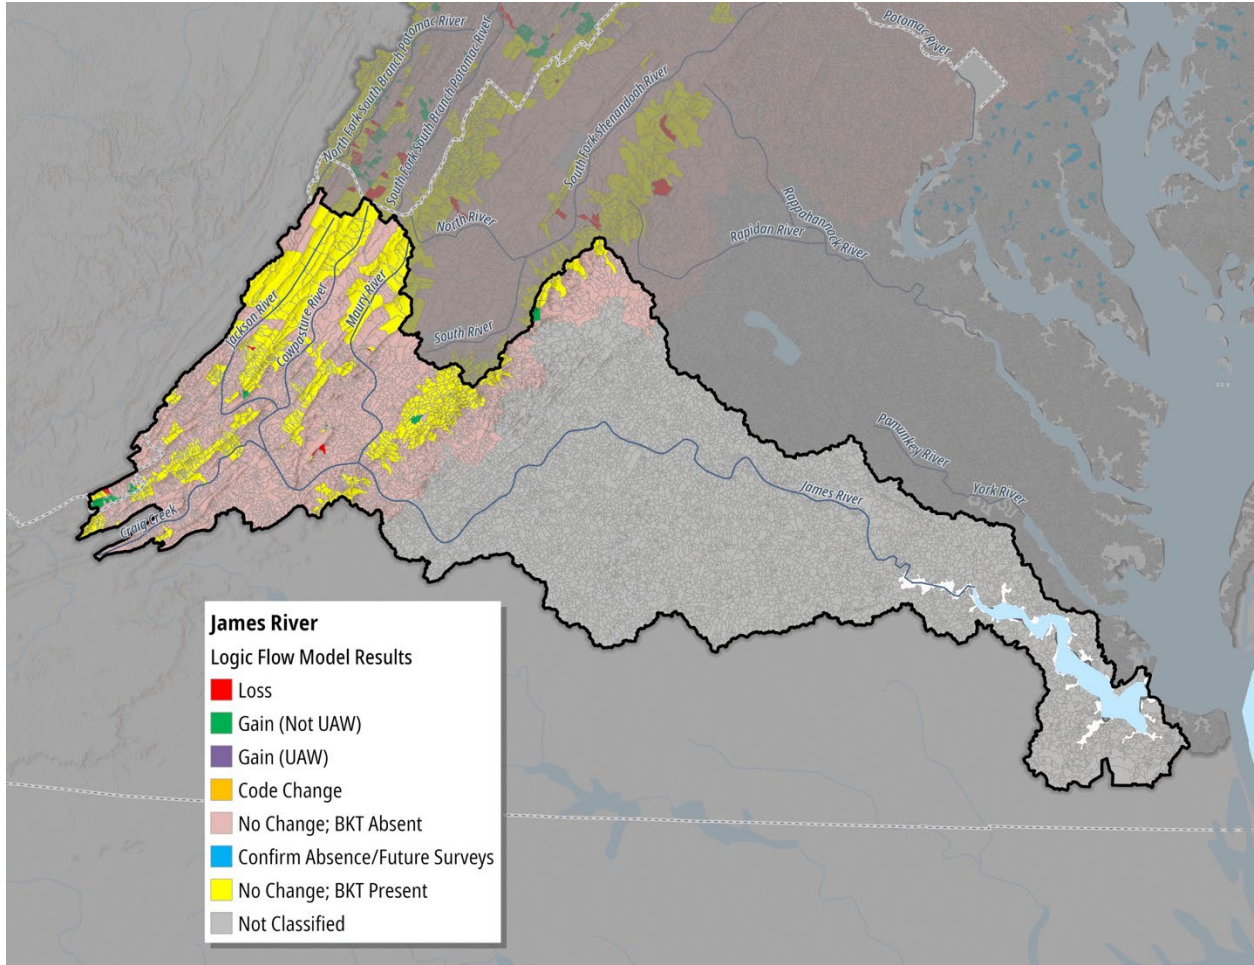 Potomac River
North Fork South Branch Potomac River
South Fork South Branch Potomac River
South Fork Shenandoah River
North River
Rappahannock River
Rapidan River
Jackson River
Cowpasture River
Maury River
South River
Pamunkey River
York River
James River
Craig Creek
James River
Logic Flow Model Results
Loss
Gain (Not UAW)
Gain (UAW)
Code Change
No Change; BKT Absent
Confirm Absence/Future Surveys
No Change; BKT Present
Not Classified